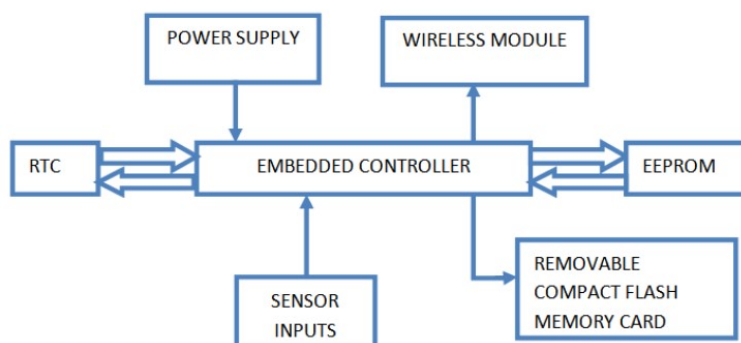 POWER SUPPLY
WIRELESS MODULE
RTC
EMBEDDED CONTROLLER
EEPROM
SENSOR
INPUTS
REMOVABLE
COMPACT FLASH
MEMORY CARD